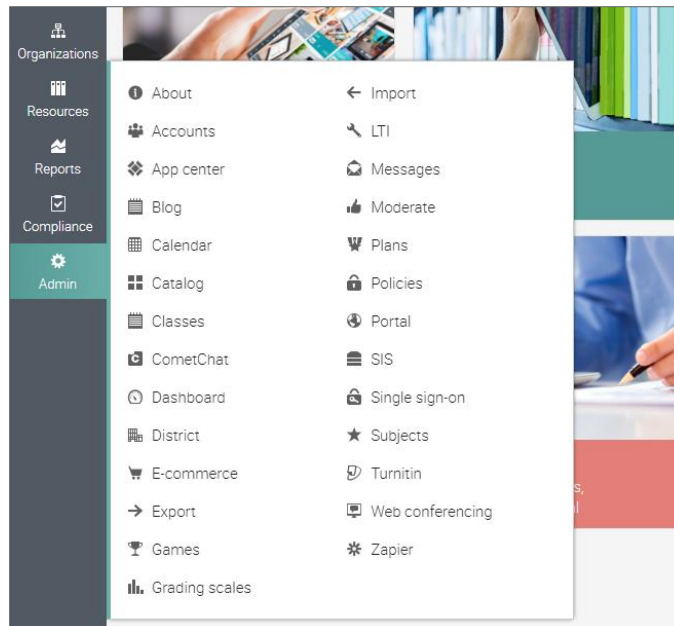 Organizations
Resources
Reports
Compliance
Admin
About
Accounts
App center
Blog
Calendar
Catalog
Classes
CometChat
Dashboard
District
E-commerce
Export
Games
Grading scales
Import
LTI
Messages
Moderate
Plans
Policies
Portal
SIS
Single sign-on
Subjects
Turnitin
Web conferencing
Zapier
s,
l